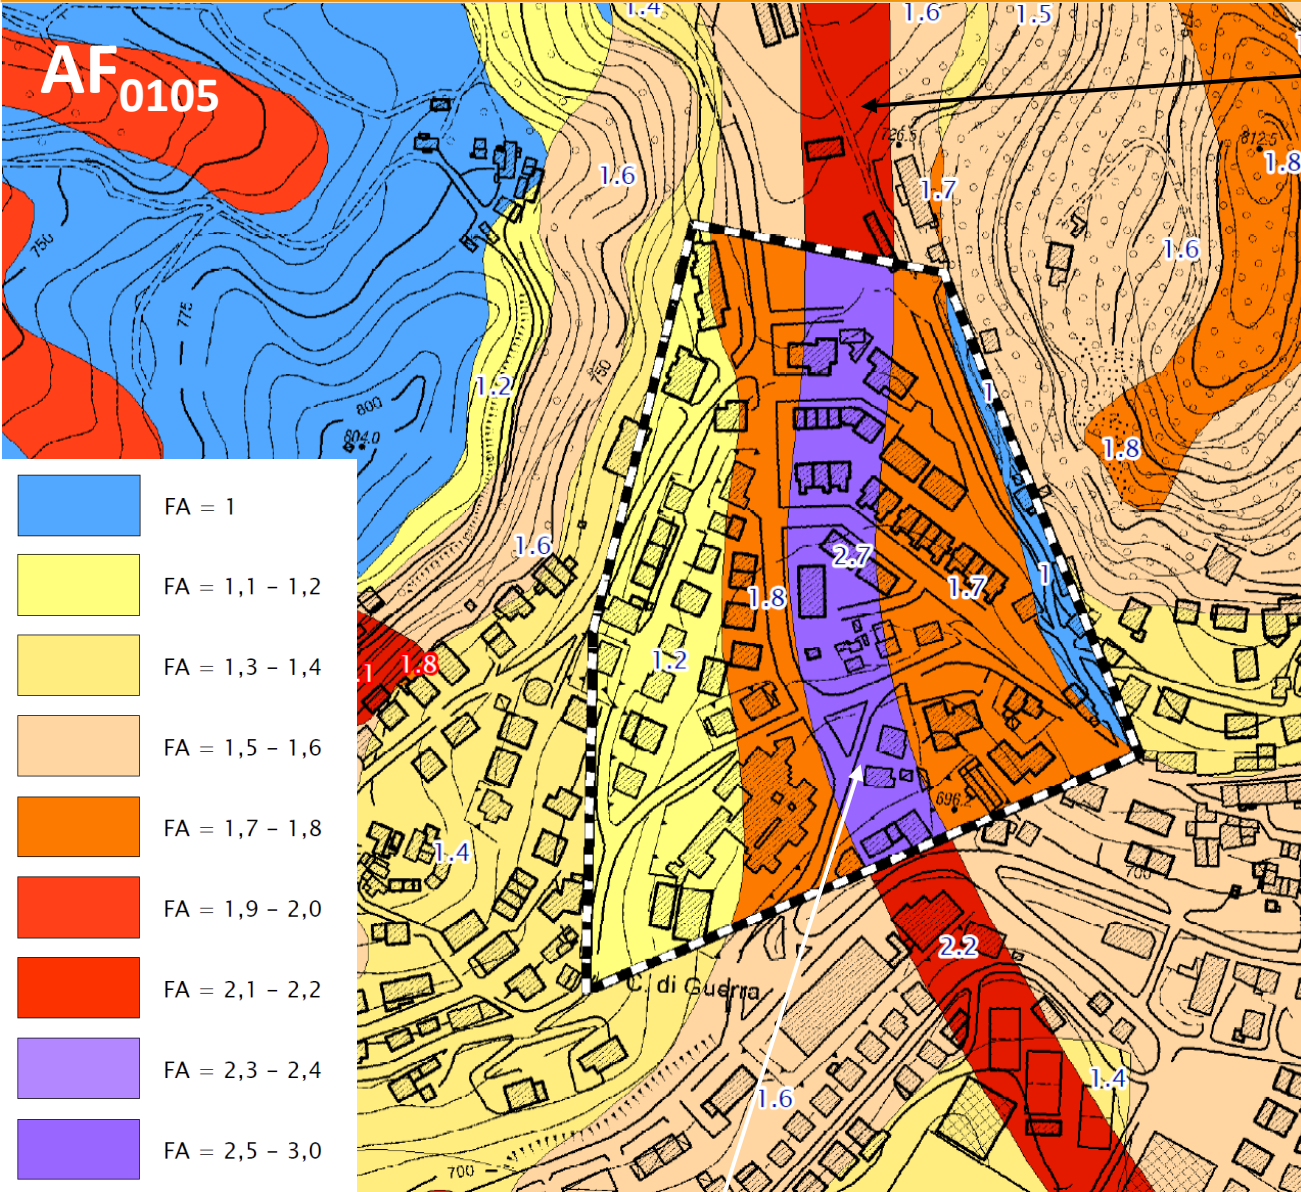 1.4
1.6
1.5
AF0105
726.5
812.5
1.6
1.7
1.8
750
1.6
775
750
1.2
1
800
804.0
1.8
FA = 1
1.6
2.7
1
FA = 1,1 – 1,2
1.8
1.7
FA = 1,3 – 1,4
.1
1.8
1.2
FA = 1,5 – 1,6
696.2
FA = 1,7 – 1,8
1.4
700
FA = 1,9 – 2,0
2.2
FA = 2,1 – 2,2
C. di Guerra
FA = 2,3 – 2,4
1.6
1.4
FA = 2,5 – 3,0
700